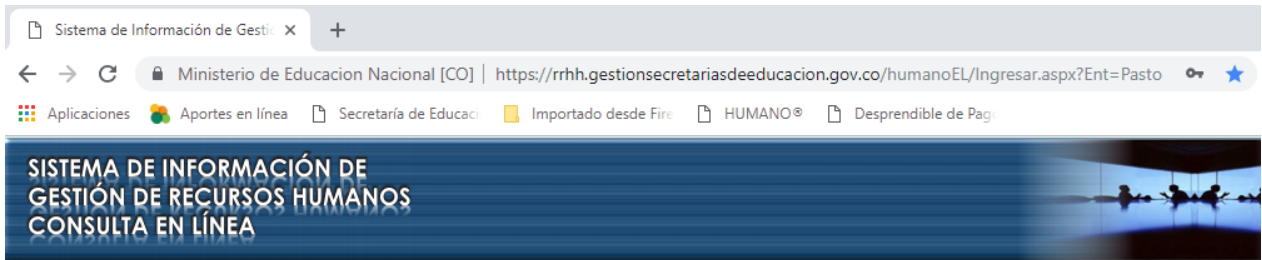 Sistema de Información de Gestió
Ministerio de Educacion Nacional [CO] | https://rrhh.gestionsecretariasdeeducacion.gov.co/humanoEL/Ingresar.aspx?Ent=Pasto
Aplicaciones Aportes en línea Secretaría de Educaci Importado desde Fire HUMANO® Desprendible de Pag
SISTEMA DE INFORMACIÓN DE
GESTIÓN DE RECURSOS HUMANOS
CONSULTA EN LÍNEA